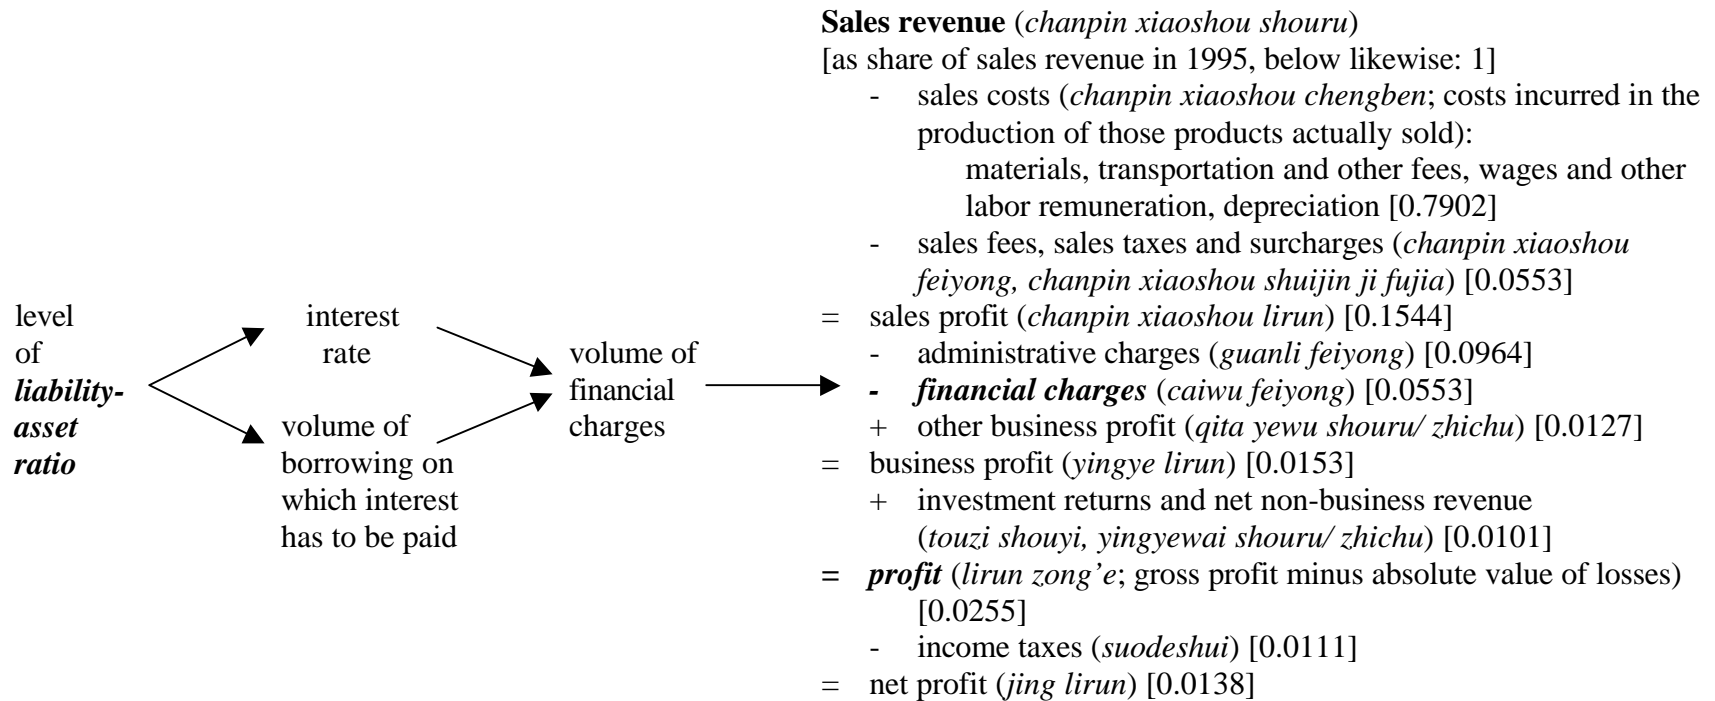 level
of
liability-
asset
ratio
interest
rate
volume of
borrowing on
which interest
has to be paid
volume of
financial
charges
Sales revenue (chanpin xiaoshou shouru)
[as share of sales revenue in 1995, below likewise: 1]
- sales costs (chanpin xiaoshou chengben; costs incurred in the
production of those products actually sold):
materials, transportation and other fees, wages and other
labor remuneration, depreciation [0.7902]
- sales fees, sales taxes and surcharges (chanpin xiaoshou
feiyong, chanpin xiaoshou shuijin ji fujia) [0.0553]
= sales profit (chanpin xiaoshou lirun) [0.1544]
- administrative charges (guanli feiyong) [0.0964]
- financial charges (caiwu feiyong) [0.0553]
+ other business profit (qita yewu shouru/ zhichu) [0.0127]
= business profit (yingye lirun) [0.0153]
+ investment returns and net non-business revenue
(touzi shouyi, yingyewai shouru/ zhichu) [0.0101]
= profit (lirun zong’e; gross profit minus absolute value of losses)
[0.0255]
- income taxes (suodeshui) [0.0111]
= net profit (jing lirun) [0.0138]